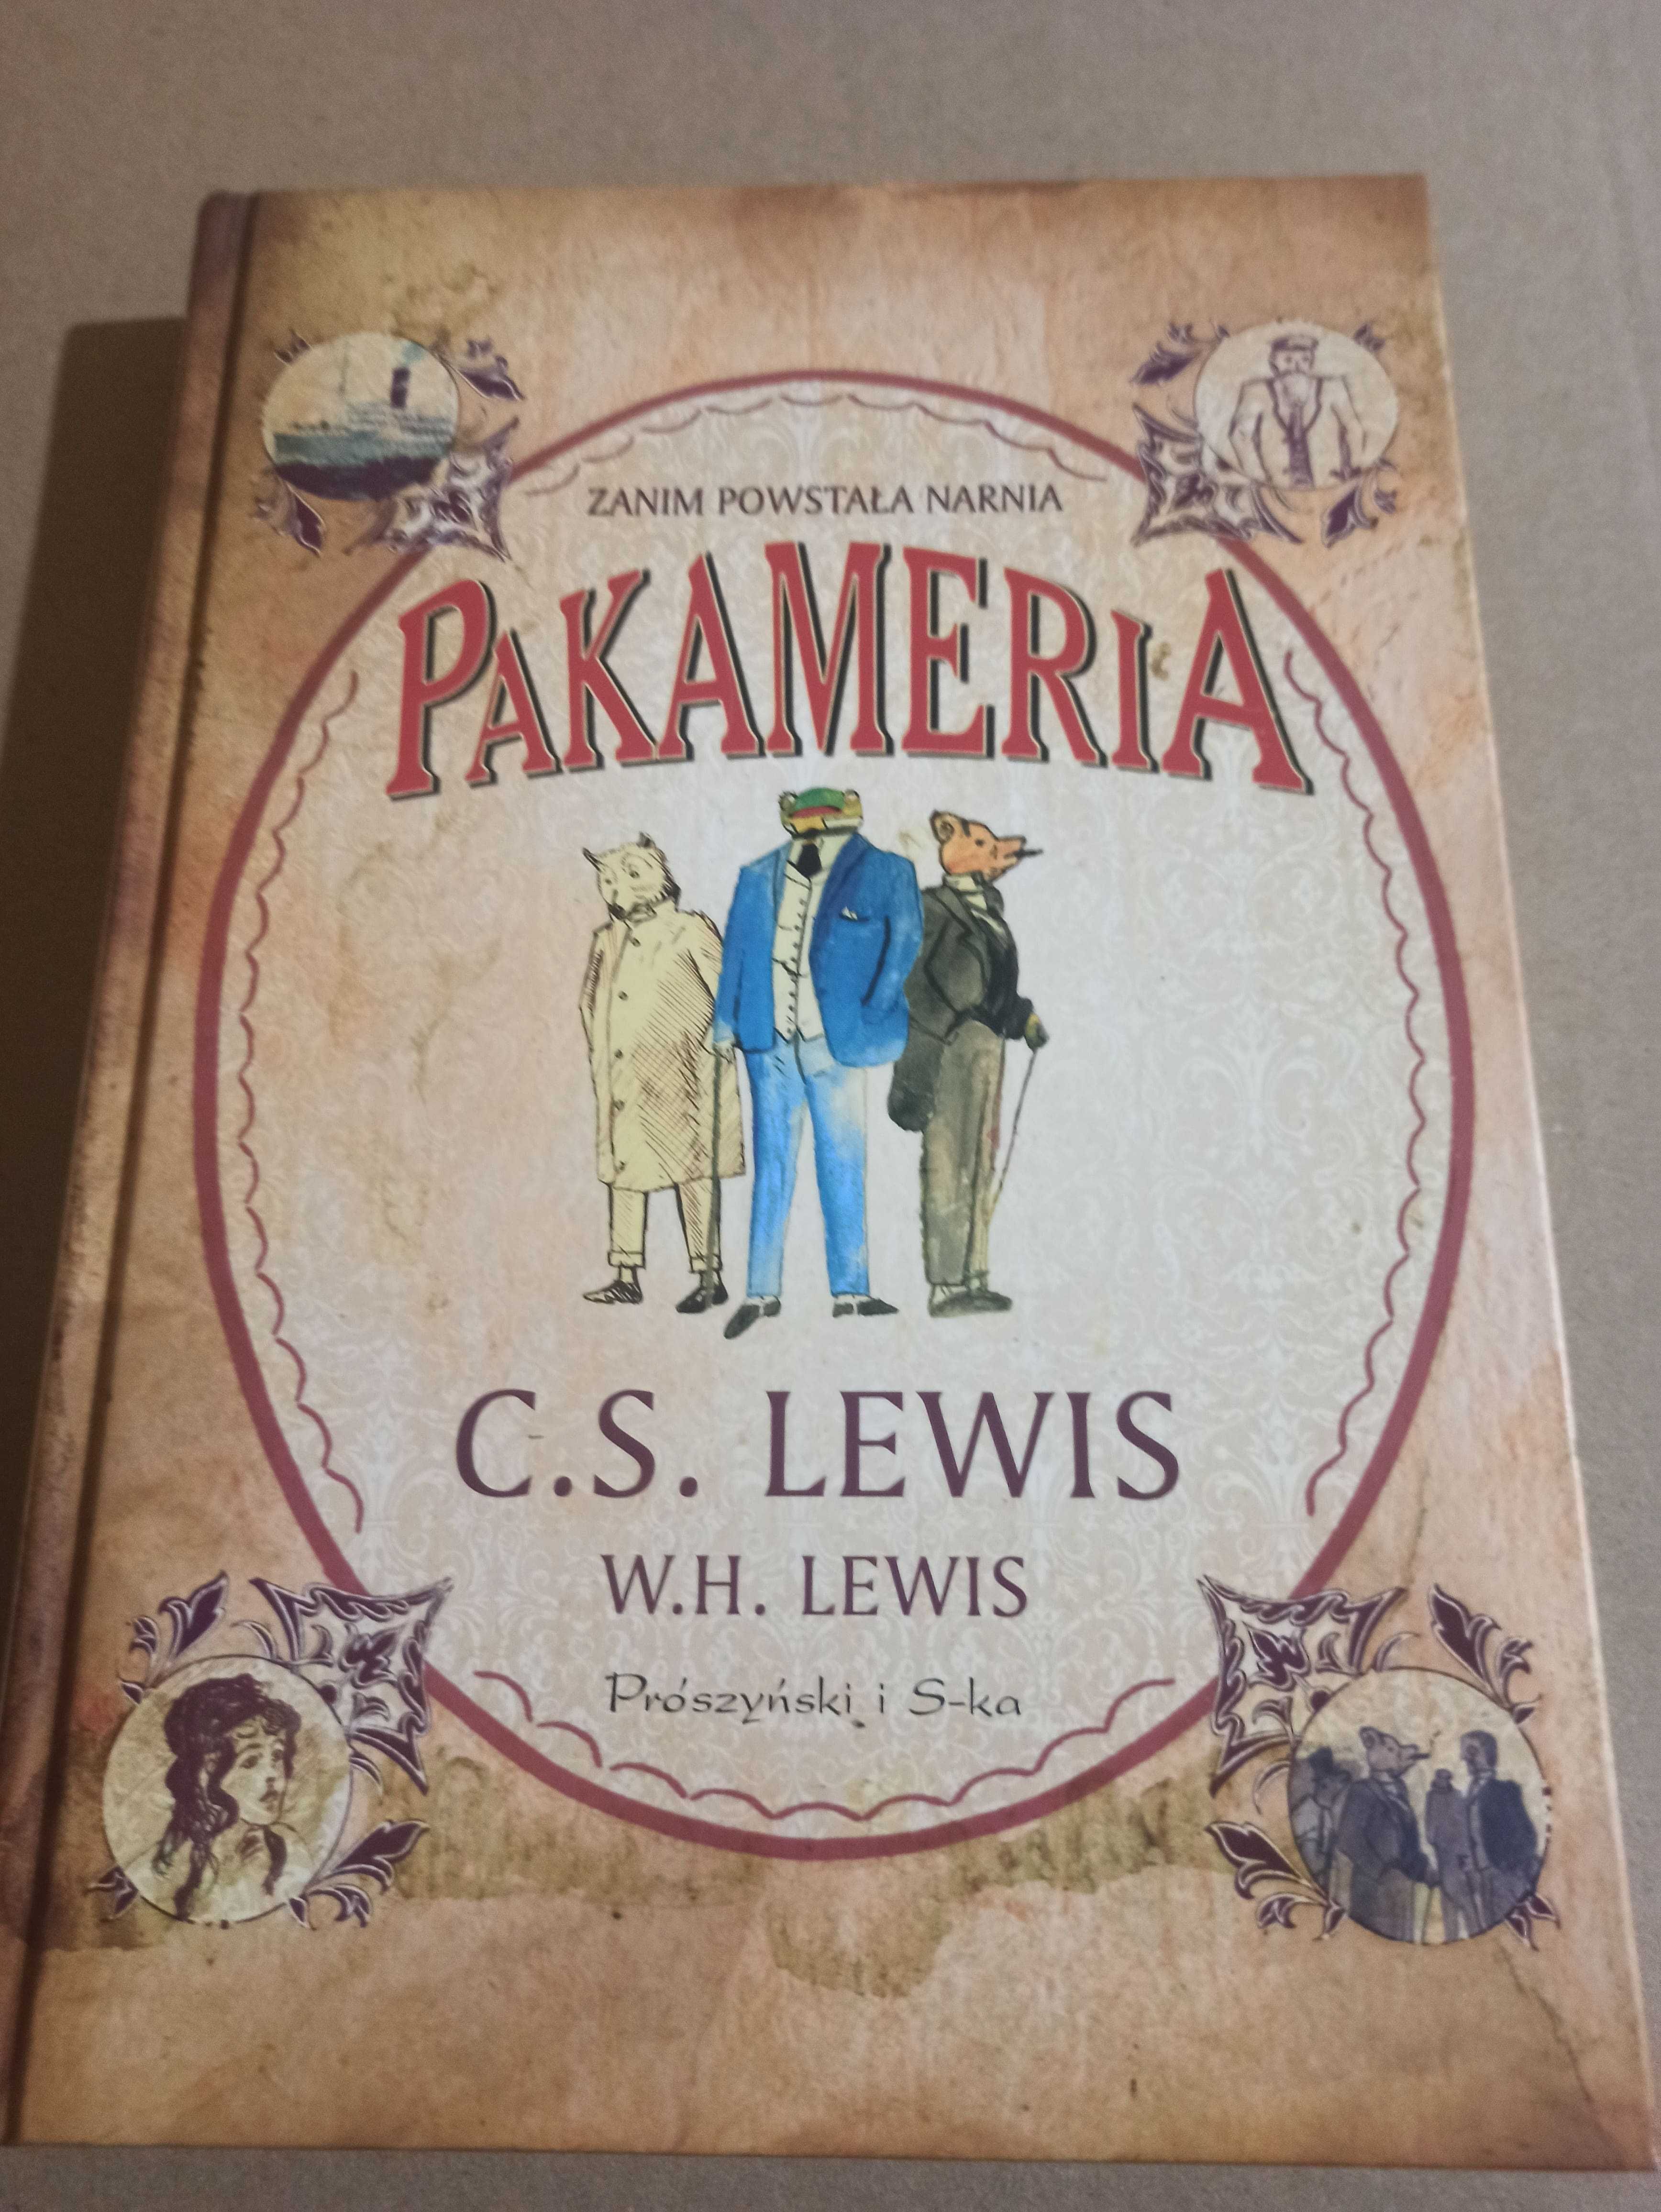 ZANIM POWSTAŁA NARNIA
PAKAMERIA
C.S. LEWIS
W.H. LEWIS
Prószyński i S-ka